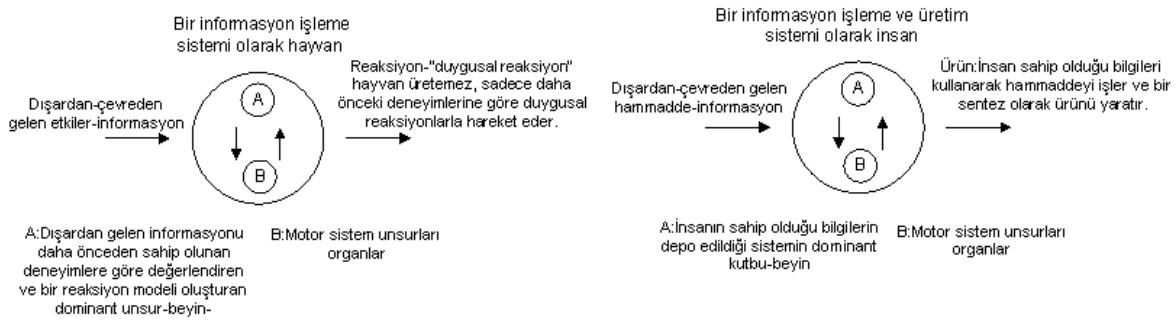 Bir informasyon işleme
sistemi olarak hayvan
Dışardan-çevreden
gelen etkiler-informasyon
A
B
Reaksiyon-"duygusal reaksiyon"
hayvan üretemez, sadece daha
önceki deneyimlerine göre duygusal
reaksiyonlarla hareket eder.
A:Dışardan gelen informasyonu
daha önceden sahip olunan
deneyimlere göre değerlendiren
ve bir reaksiyon modeli oluşturan
dominant unsur-beyin-
B:Motor sistem unsurları
organlar
Bir informasyon işleme ve üretim
sistemi olarak insan
Dışardan-çevreden gelen
hammadde-informasyon
A
B
Ürün:İnsan sahip olduğu bilgileri
kullanarak hammaddeyi işler ve bir
sentez olarak ürünü yaratır.
A:İnsanın sahip olduğu bilgilerin
depo edildiği sistemin dominant
kutbu-beyin
B:Motor sistem unsurları
organlar